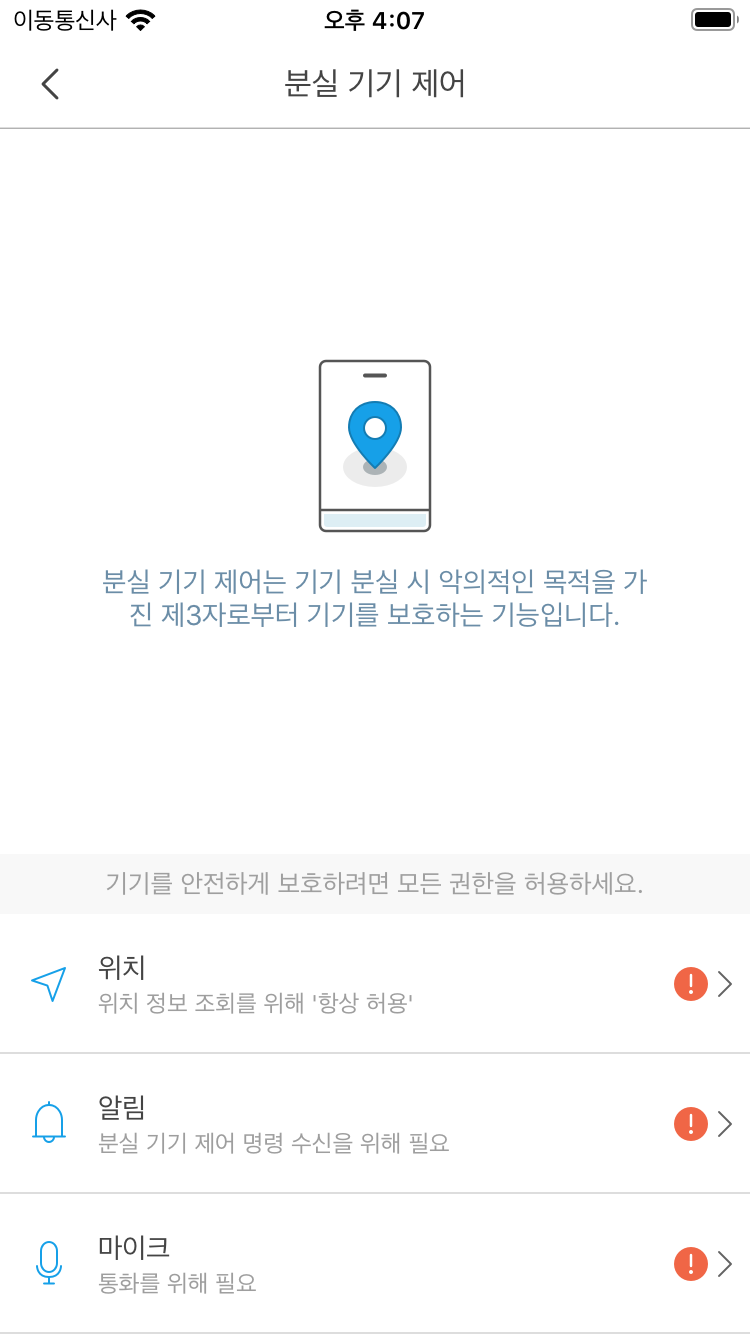 이동통신사
오후 4:07
분실 기기 제어
분실 기기 제어는 기기 분실 시 악의적인 목적을 가
진 제3자로부터 기기를 보호하는 기능입니다.
기기를 안전하게 보호하려면 모든 권한을 허용하세요.
위치
위치 정보 조회를 위해 '항상 허용'
알림
분실 기기 제어 명령 수신을 위해 필요
마이크
통화를 위해 필요